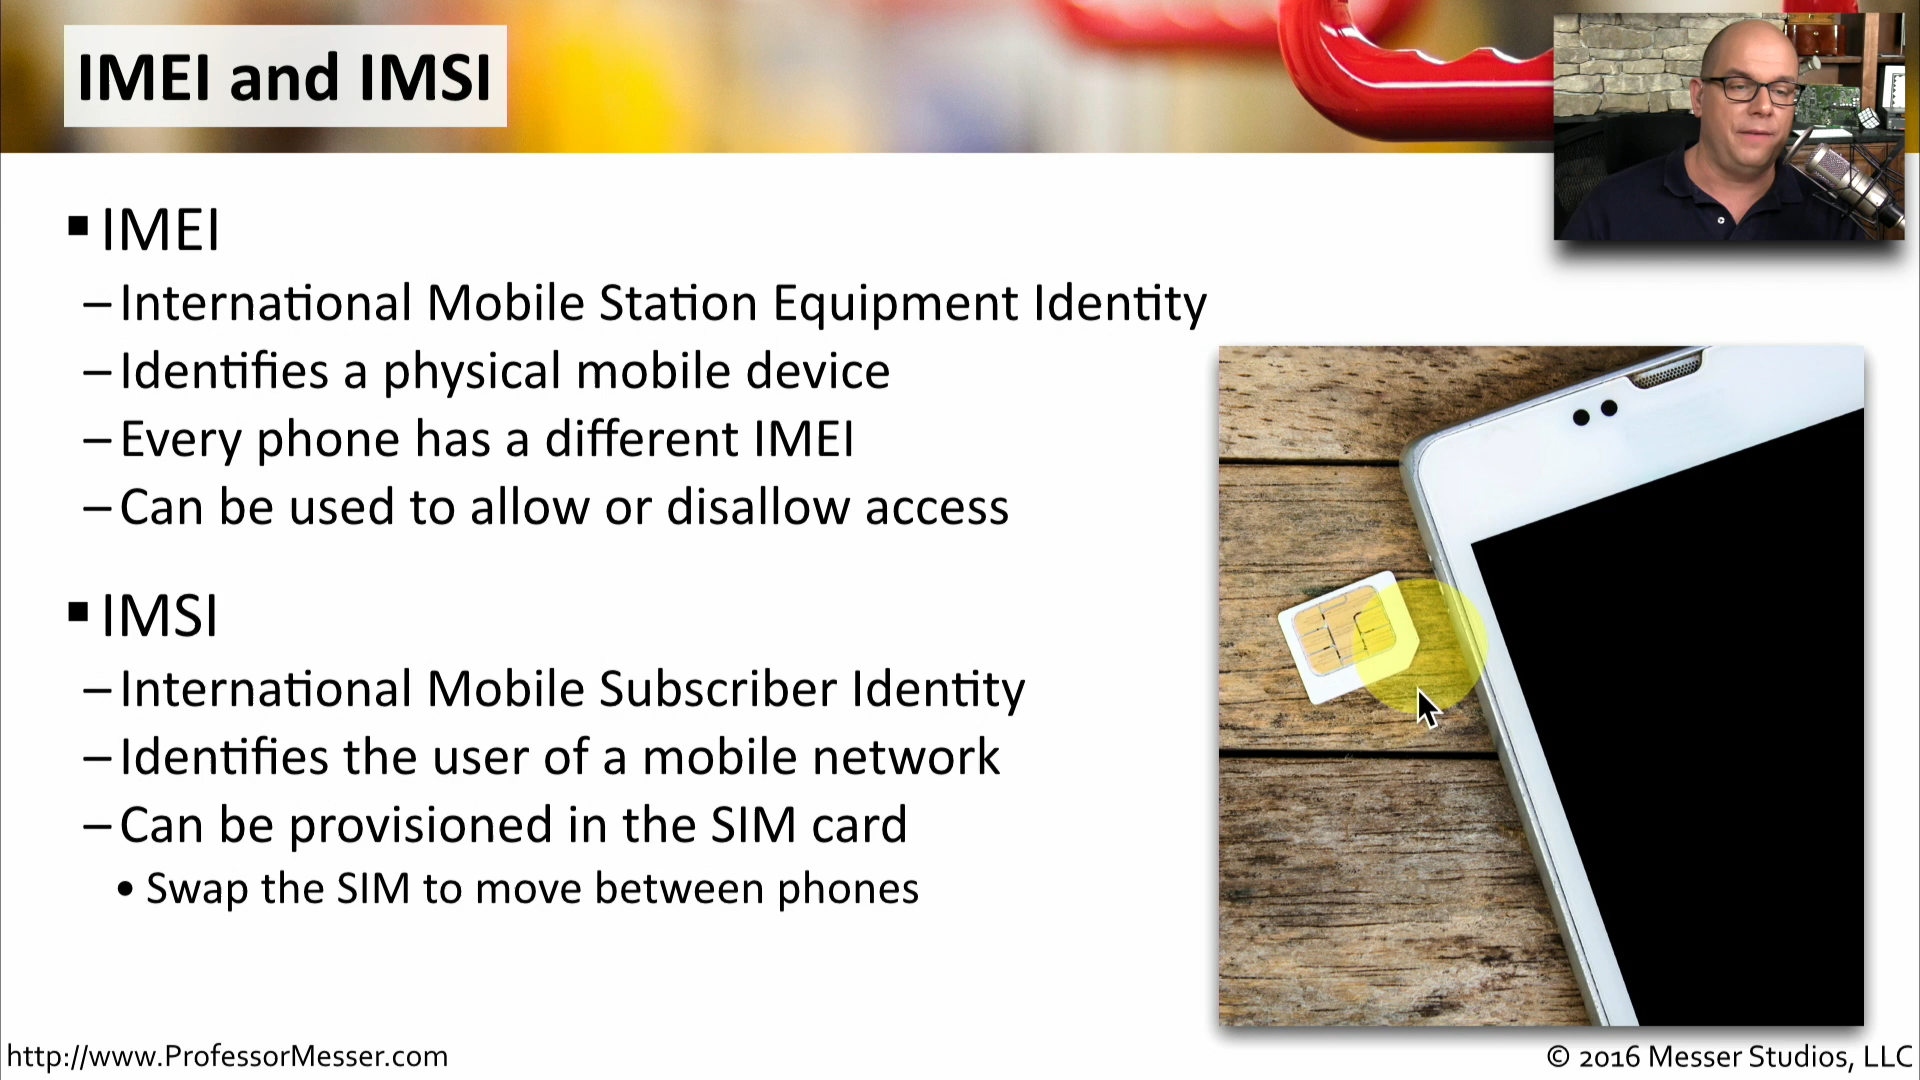 IMEI and IMSI
▪ IMEI
– International Mobile Station Equipment Identity
– Identifies a physical mobile device
– Every phone has a different IMEI
– Can be used to allow or disallow access
▪ IMSI
– International Mobile Subscriber Identity
– Identifies the user of a mobile network
– Can be provisioned in the SIM card
• Swap the SIM to move between phones
http://www.ProfessorMesser.com
© 2016 Messer Studios, LLC